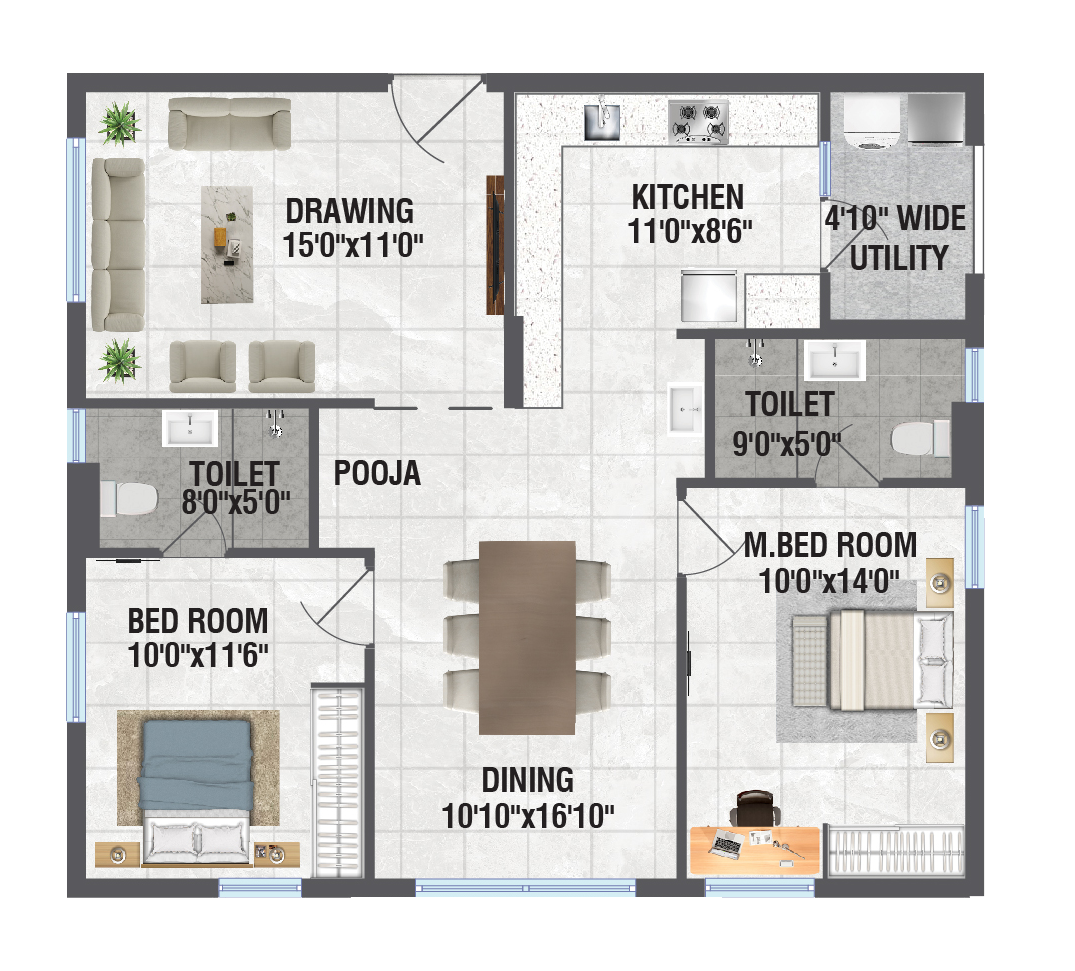 DRAWING
15'0"x11'0"
KITCHEN
11'0"x8'6"
4'10" WIDE
UTILITY
TOILET
9'0"x5'0"
TOILET
8'0"x5'0"
POOJA
M.BED ROOM
10'0"x14'0"
BED ROOM
10'0"x11'6"
DINING
10'10"x16'10"